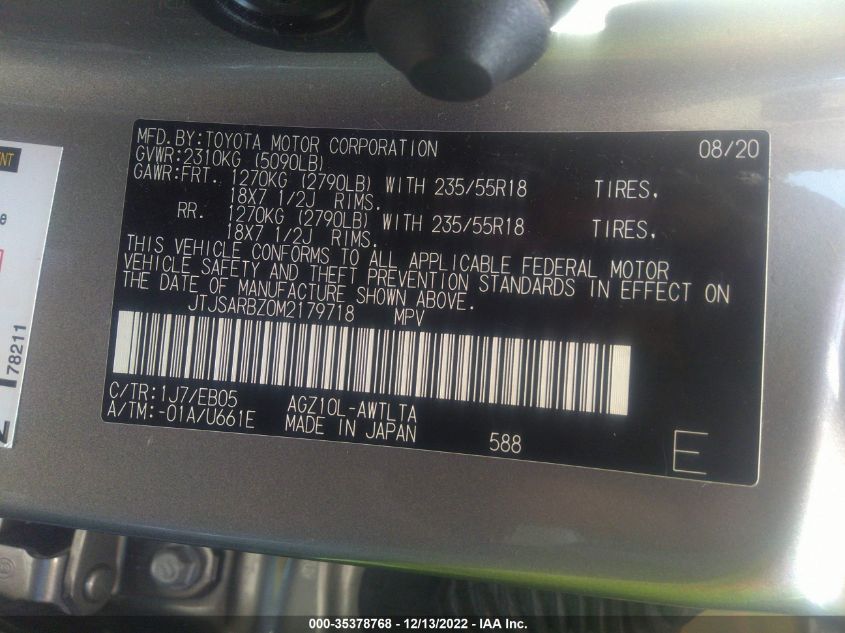 MFD.BY:TOYOTA MOTOR CORPORATION 08/20
GVWR:2310KG (5090LB)
GAWR:FRT. 1270KG (2790LB) WITH 235/55R18 TIRES,
18X7 1/2J RIMS.
RR. 1270KG (2790LB) WITH 235/55R18 TIRES,
18X7 1/2J RIMS.
THIS VEHICLE CONFORMS TO ALL APPLICABLE FEDERAL MOTOR
VEHICLE SAFETY AND THEFT PREVENTION STANDARDS IN EFFECT ON
THE DATE OF MANUFACTURE SHOWN ABOVE.
JTJSARBZ0M2179718 MPV
C/TR:1J7/EB05 AGZ10L-AWTLTA
A/TM:-01A/U661E MADE IN JAPAN 588 E
78211
000-35378768 - 12/13/2022 - IAA Inc.